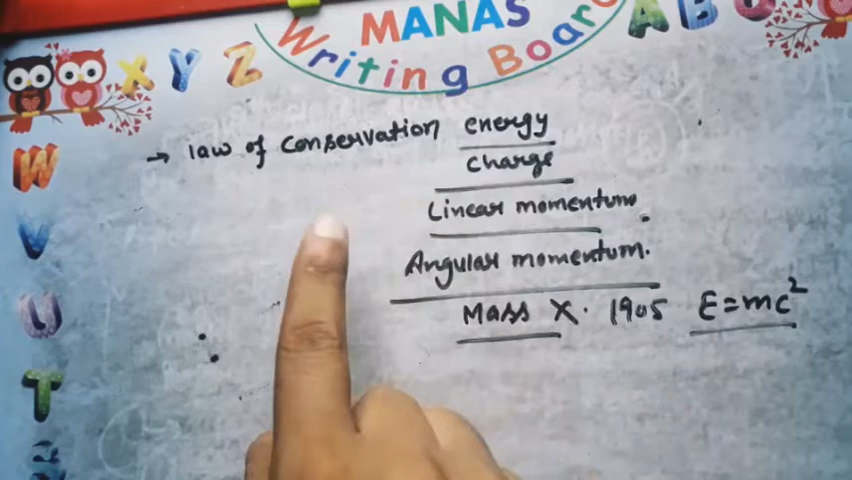 MANAS
Writing Board
X Y Z
A B
W
V
U
T
→ law of conservation energy
charge
Linear momentum
Angular momentum.
Mass X. 1905 E=mc²